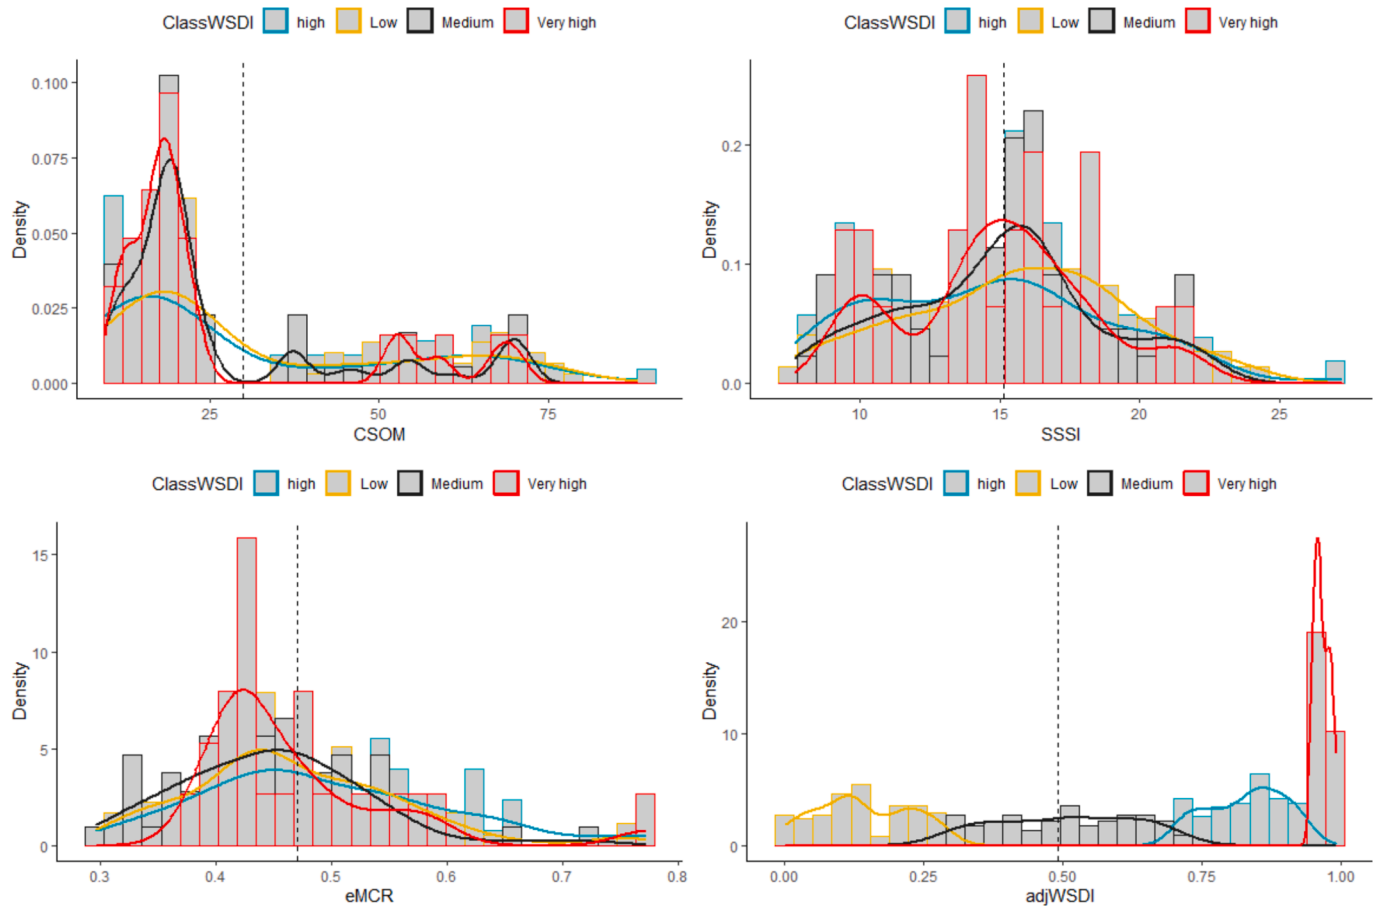 ClassWSDI high Low Medium Very high
0.100
0.075
0.050
0.025
0.000
Density
25 50 75
CSOM
ClassWSDI high Low Medium Very high
0.2
0.1
0.0
Density
10 15 20 25
SSSI
ClassWSDI high Low Medium Very high
15
10
5
0
Density
0.3 0.4 0.5 0.6 0.7 0.8
eMCR
ClassWSDI high Low Medium Very high
20
10
0
Density
0.00 0.25 0.50 0.75 1.00
adjWSDI